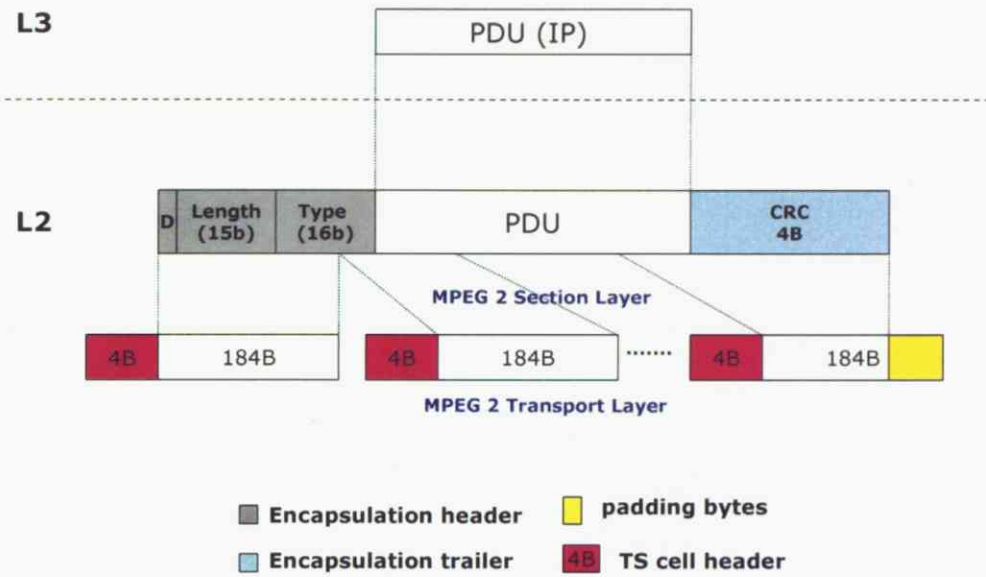 L3
PDU (IP)
L2
D
Length
(15b)
Type
(16b)
PDU
CRC
4B
MPEG 2 Section Layer
4B
184B
4B
184B
.......
4B
184B
MPEG 2 Transport Layer
Encapsulation header
padding bytes
Encapsulation trailer
4B
TS cell header